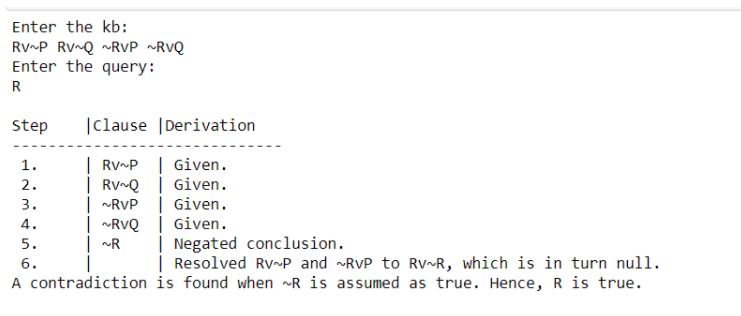 Enter the kb:
Rv~P Rv~Q ~RvP ~RvQ
Enter the query:
R
Step |Clause |Derivation
------------------------------
1. | Rv~P | Given.
2. | Rv~Q | Given.
3. | ~RvP | Given.
4. | ~RvQ | Given.
5. | ~R | Negated conclusion.
6. | | Resolved Rv~P and ~RvP to Rv~R, which is in turn null.
A contradiction is found when ~R is assumed as true. Hence, R is true.